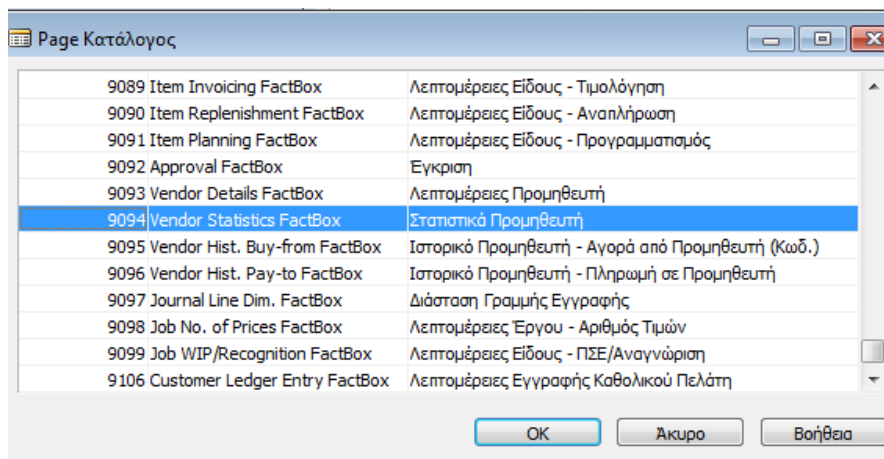 Page Κατάλογος
9089 Item Invoicing FactBox Λεπτομέρειες Είδους - Τιμολόγηση
9090 Item Replenishment FactBox Λεπτομέρειες Είδους - Αναπλήρωση
9091 Item Planning FactBox Λεπτομέρειες Είδους - Προγραμματισμός
9092 Approval FactBox Έγκριση
9093 Vendor Details FactBox Λεπτομέρειες Προμηθευτή
9094 Vendor Statistics FactBox Στατιστικά Προμηθευτή
9095 Vendor Hist. Buy-from FactBox Ιστορικό Προμηθευτή - Αγορά από Προμηθευτή (Κωδ.)
9096 Vendor Hist. Pay-to FactBox Ιστορικό Προμηθευτή - Πληρωμή σε Προμηθευτή
9097 Journal Line Dim. FactBox Διάσταση Γραμμής Εγγραφής
9098 Job No. of Prices FactBox Λεπτομέρειες Έργου - Αριθμός Τιμών
9099 Job WIP/Recognition FactBox Λεπτομέρειες Είδους - ΠΣΕ/Αναγνώριση
9106 Customer Ledger Entry FactBox Λεπτομέρειες Εγγραφής Καθολικού Πελάτη
OK Άκυρο Βοήθεια